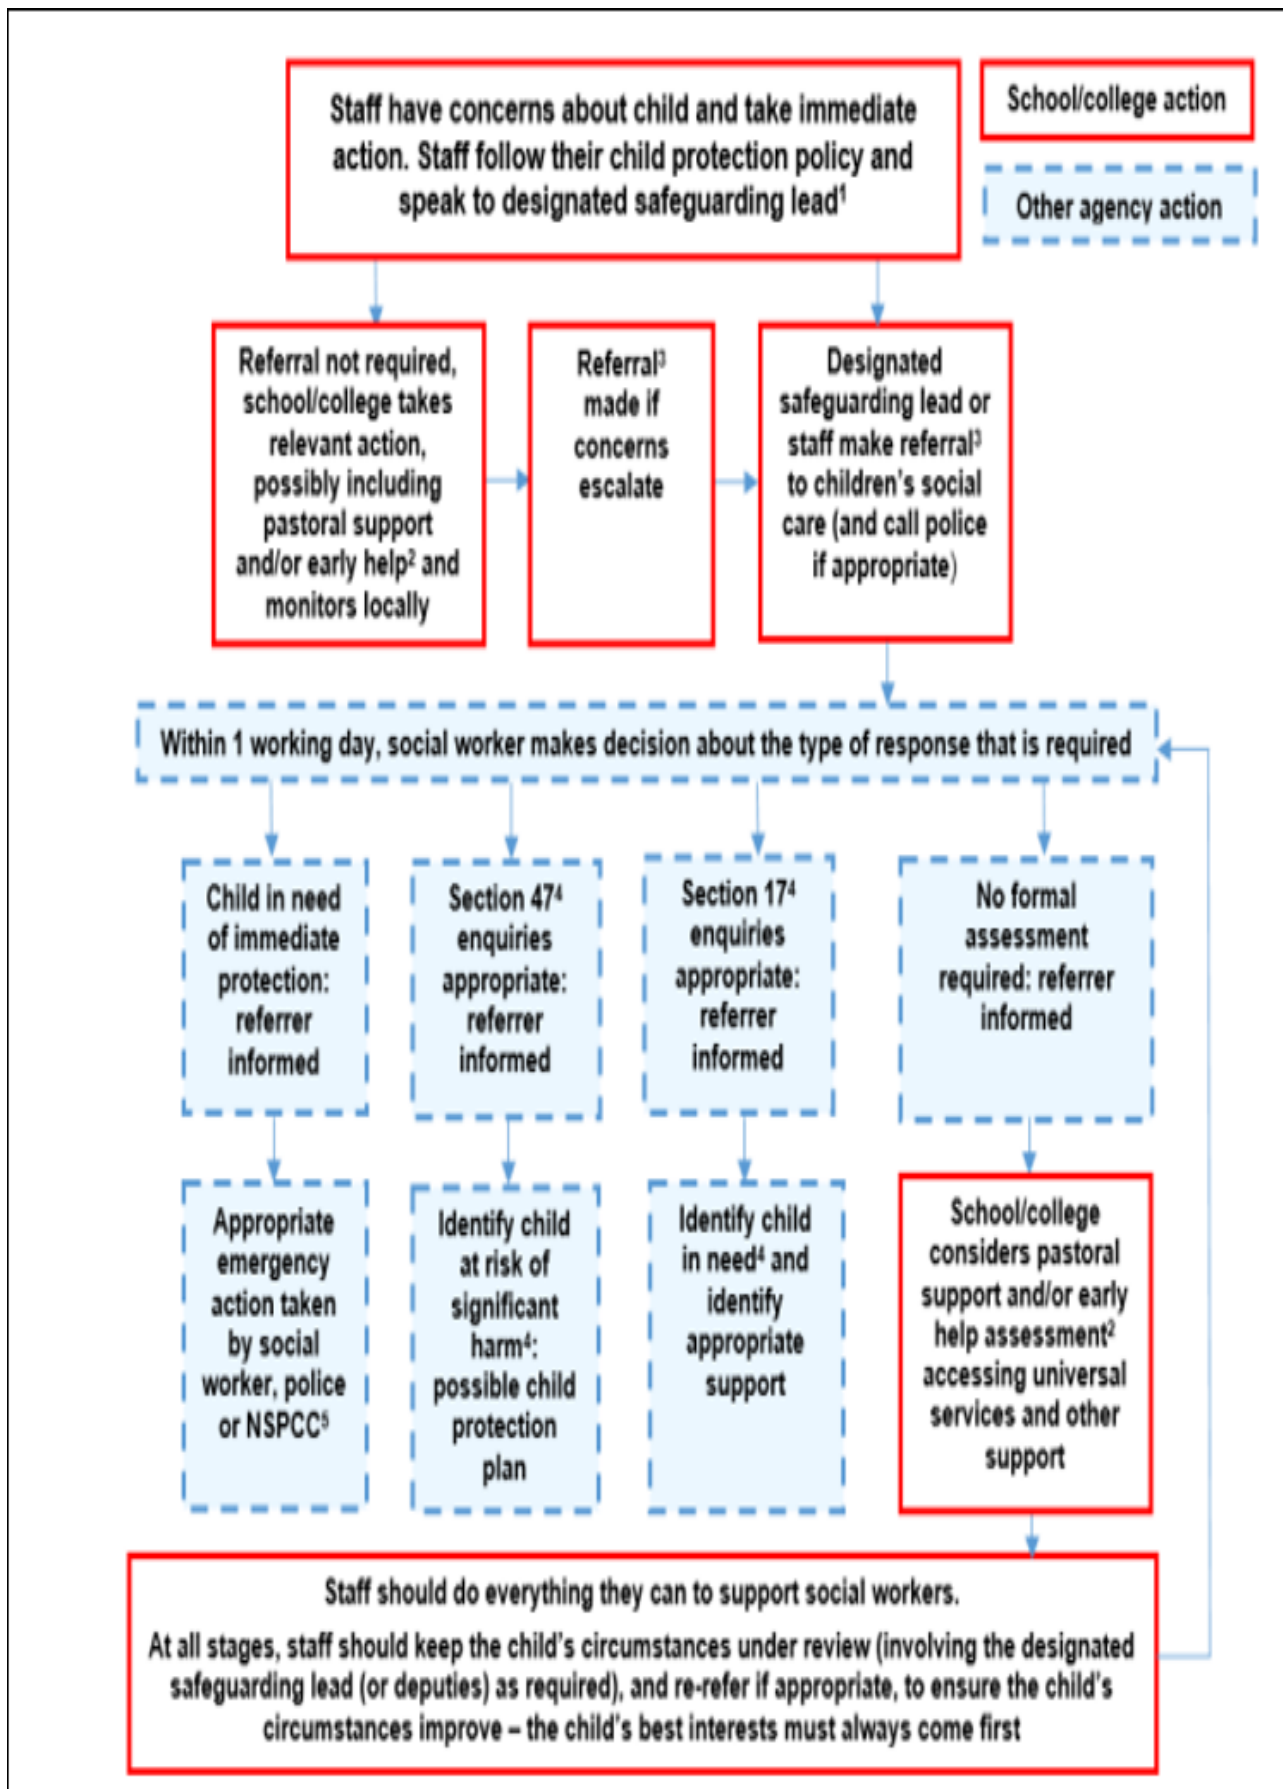 Staff have concerns about child and take immediate
action. Staff follow their child protection policy and
speak to designated safeguarding lead¹
School/college action
Other agency action
Referral not required,
school/college takes
relevant action,
possibly including
pastoral support
and/or early help² and
monitors locally
Referral³
made if
concerns
escalate
Designated
safeguarding lead or
staff make referral³
to children's social
care (and call police
if appropriate)
Within 1 working day, social worker makes decision about the type of response that is required
Child in need
of immediate
protection:
referrer
informed
Section 47⁴
enquiries
appropriate:
referrer
informed
Section 17⁴
enquiries
appropriate:
referrer
informed
No formal
assessment
required: referrer
informed
Appropriate
emergency
action taken
by social
worker, police
or NSPCC⁵
Identify child
at risk of
significant
harm⁴:
possible child
protection
plan
Identify child
in need⁴ and
identify
appropriate
support
School/college
considers pastoral
support and/or early
help assessment²
accessing universal
services and other
support
Staff should do everything they can to support social workers.
At all stages, staff should keep the child's circumstances under review (involving the designated
safeguarding lead (or deputies) as required), and re-refer if appropriate, to ensure the child's
circumstances improve – the child's best interests must always come first